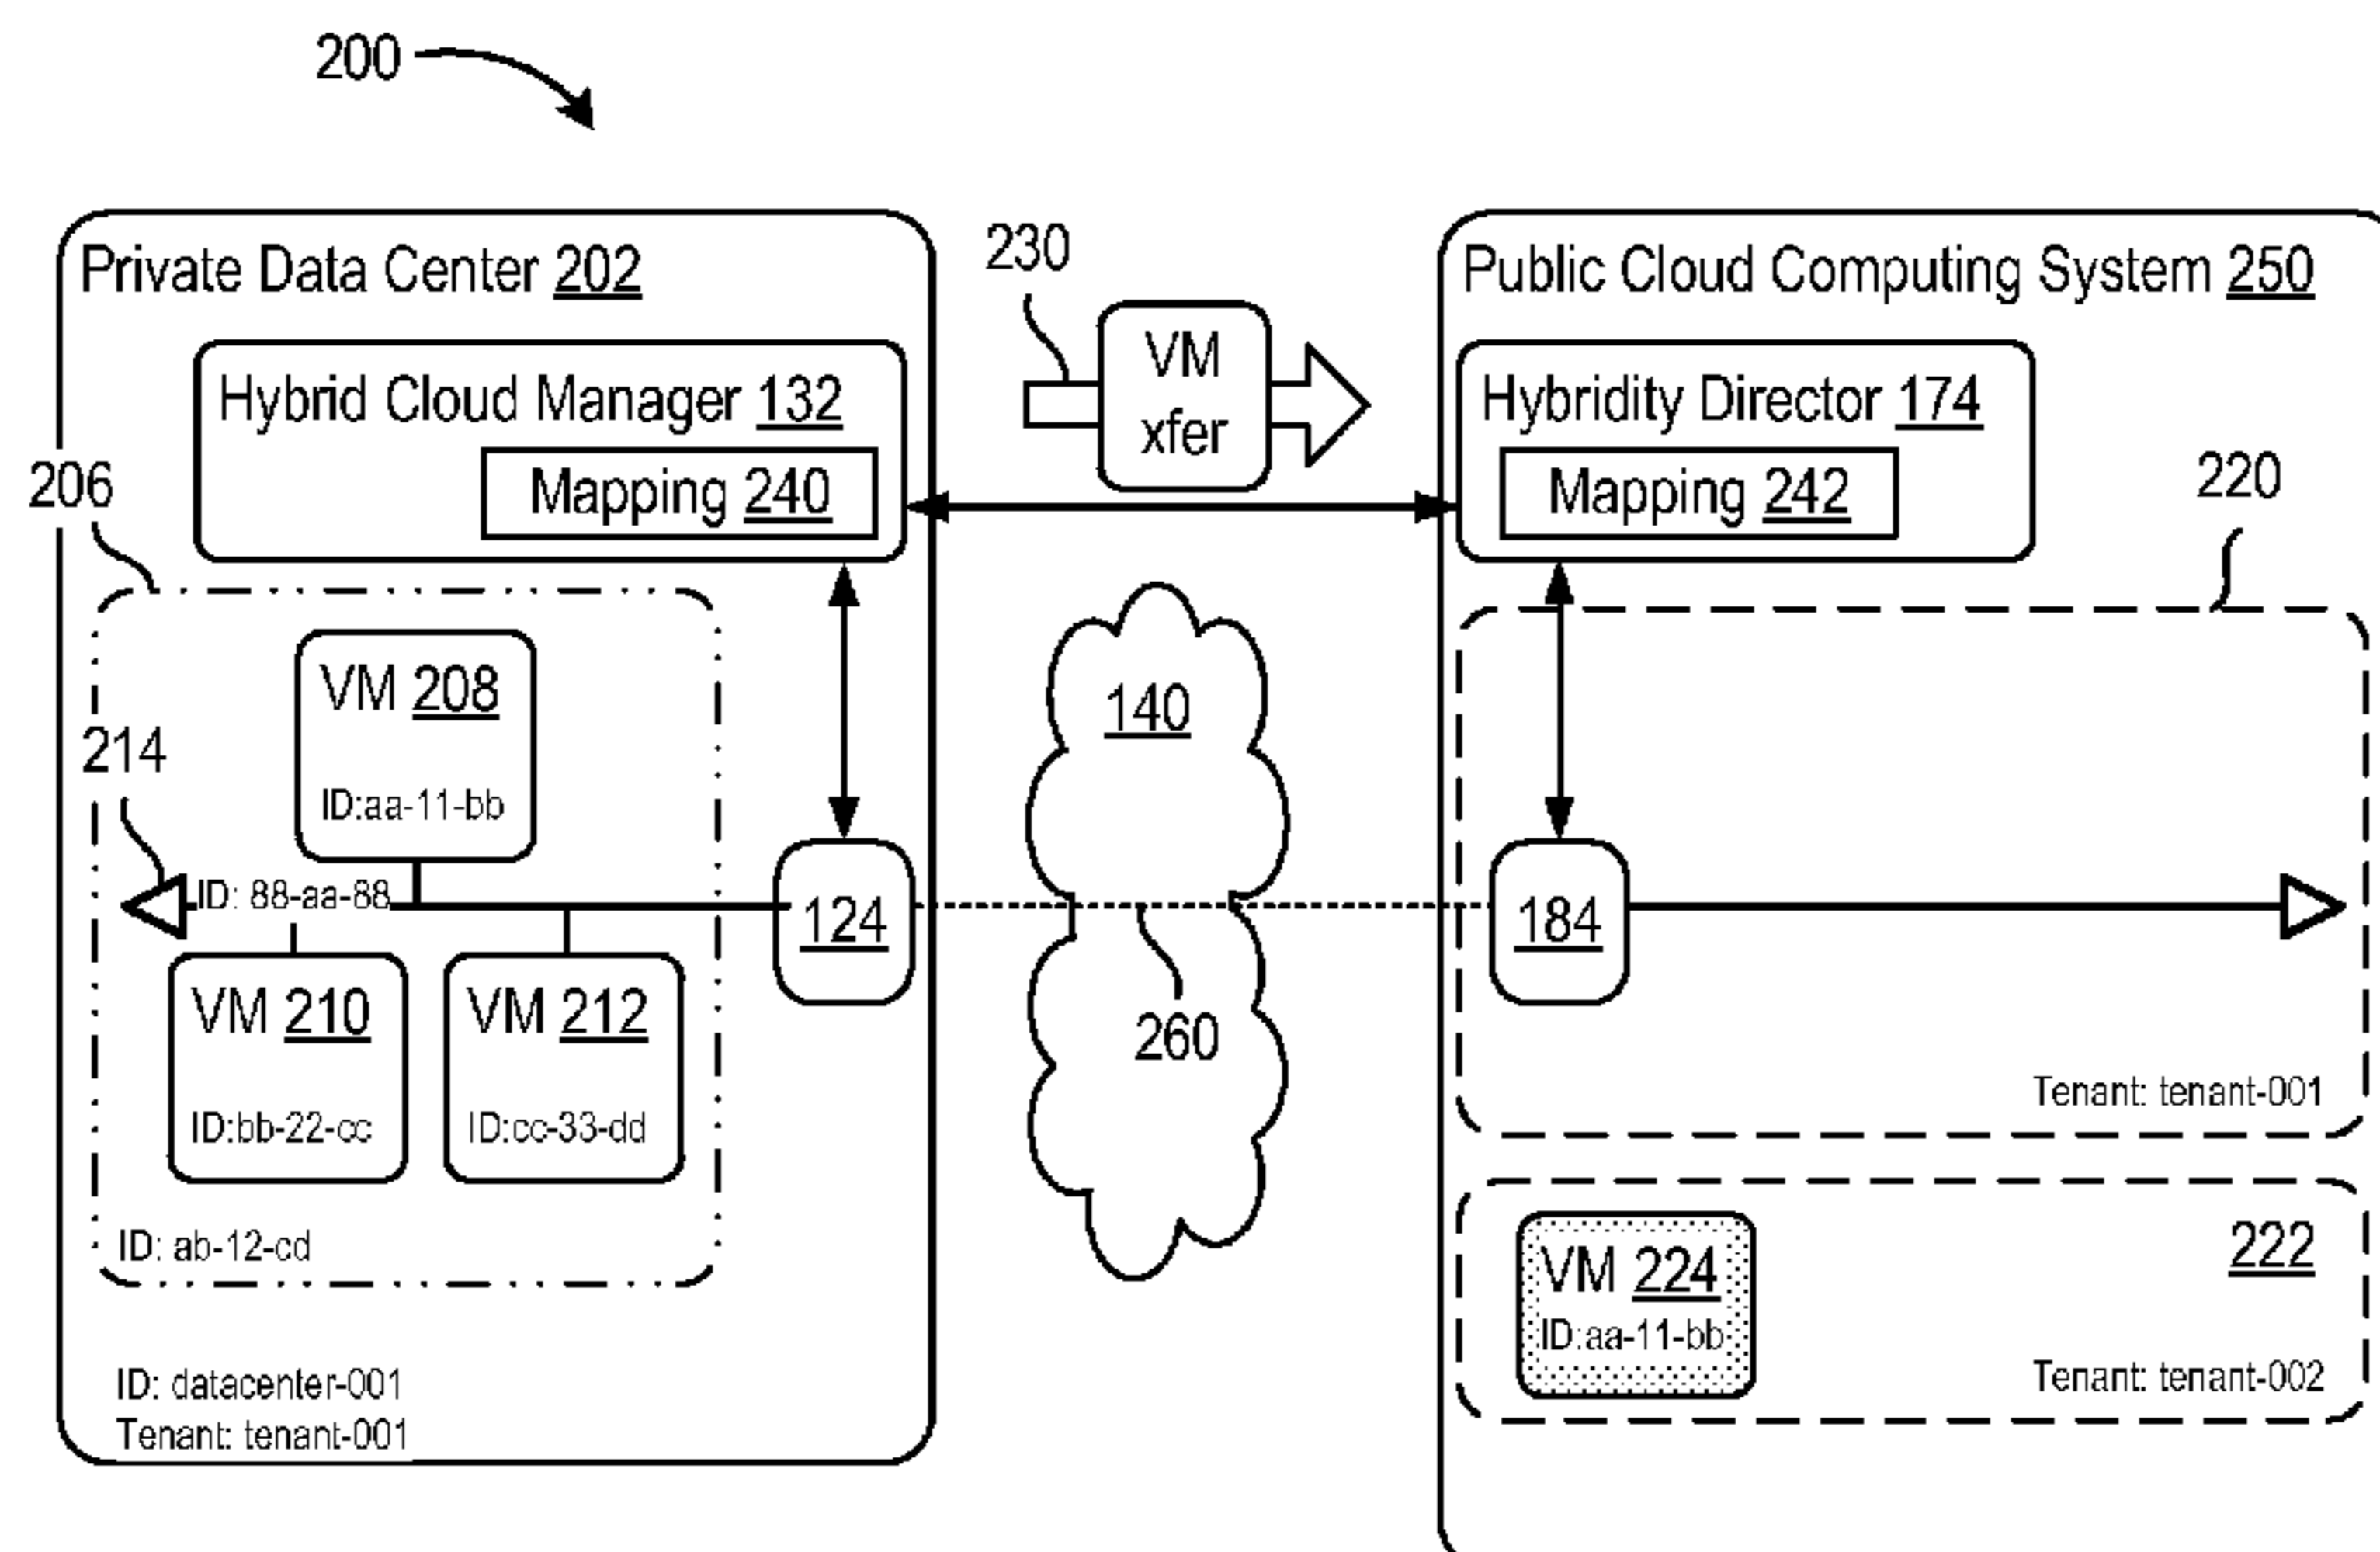 200
Private Data Center 202
230
Public Cloud Computing System 250
VM
xfer
Hybrid Cloud Manager 132
Mapping 240
Hybridity Director 174
Mapping 242
206
220
VM 208
ID:aa-11-bb
140
214
ID: 88-aa-88
124
184
VM 210
ID:bb-22-cc
VM 212
ID:cc-33-dd
260
Tenant: tenant-001
ID: ab-12-cd
VM 224
ID:aa-11-bb
222
Tenant: tenant-002
ID: datacenter-001
Tenant: tenant-001